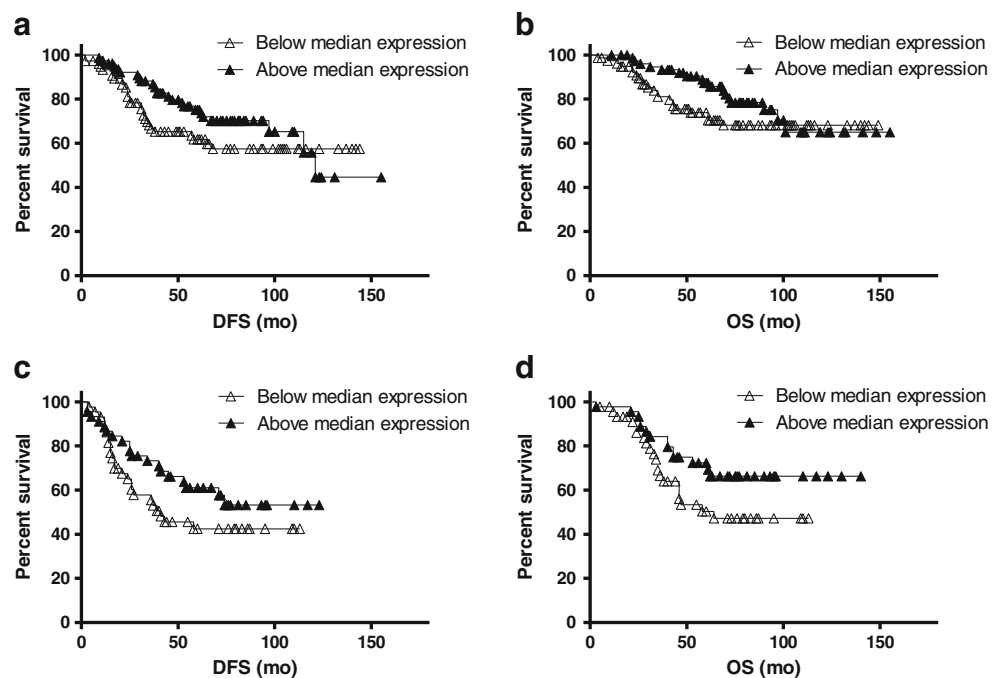 a
Below median expression
Above median expression
Percent survival
100
80
60
40
20
0
0 50 100 150
DFS (mo)
b
Below median expression
Above median expression
Percent survival
100
80
60
40
20
0
0 50 100 150
OS (mo)
c
Below median expression
Above median expression
Percent survival
100
80
60
40
20
0
0 50 100 150
DFS (mo)
d
Below median expression
Above median expression
Percent survival
100
80
60
40
20
0
0 50 100 150
OS (mo)